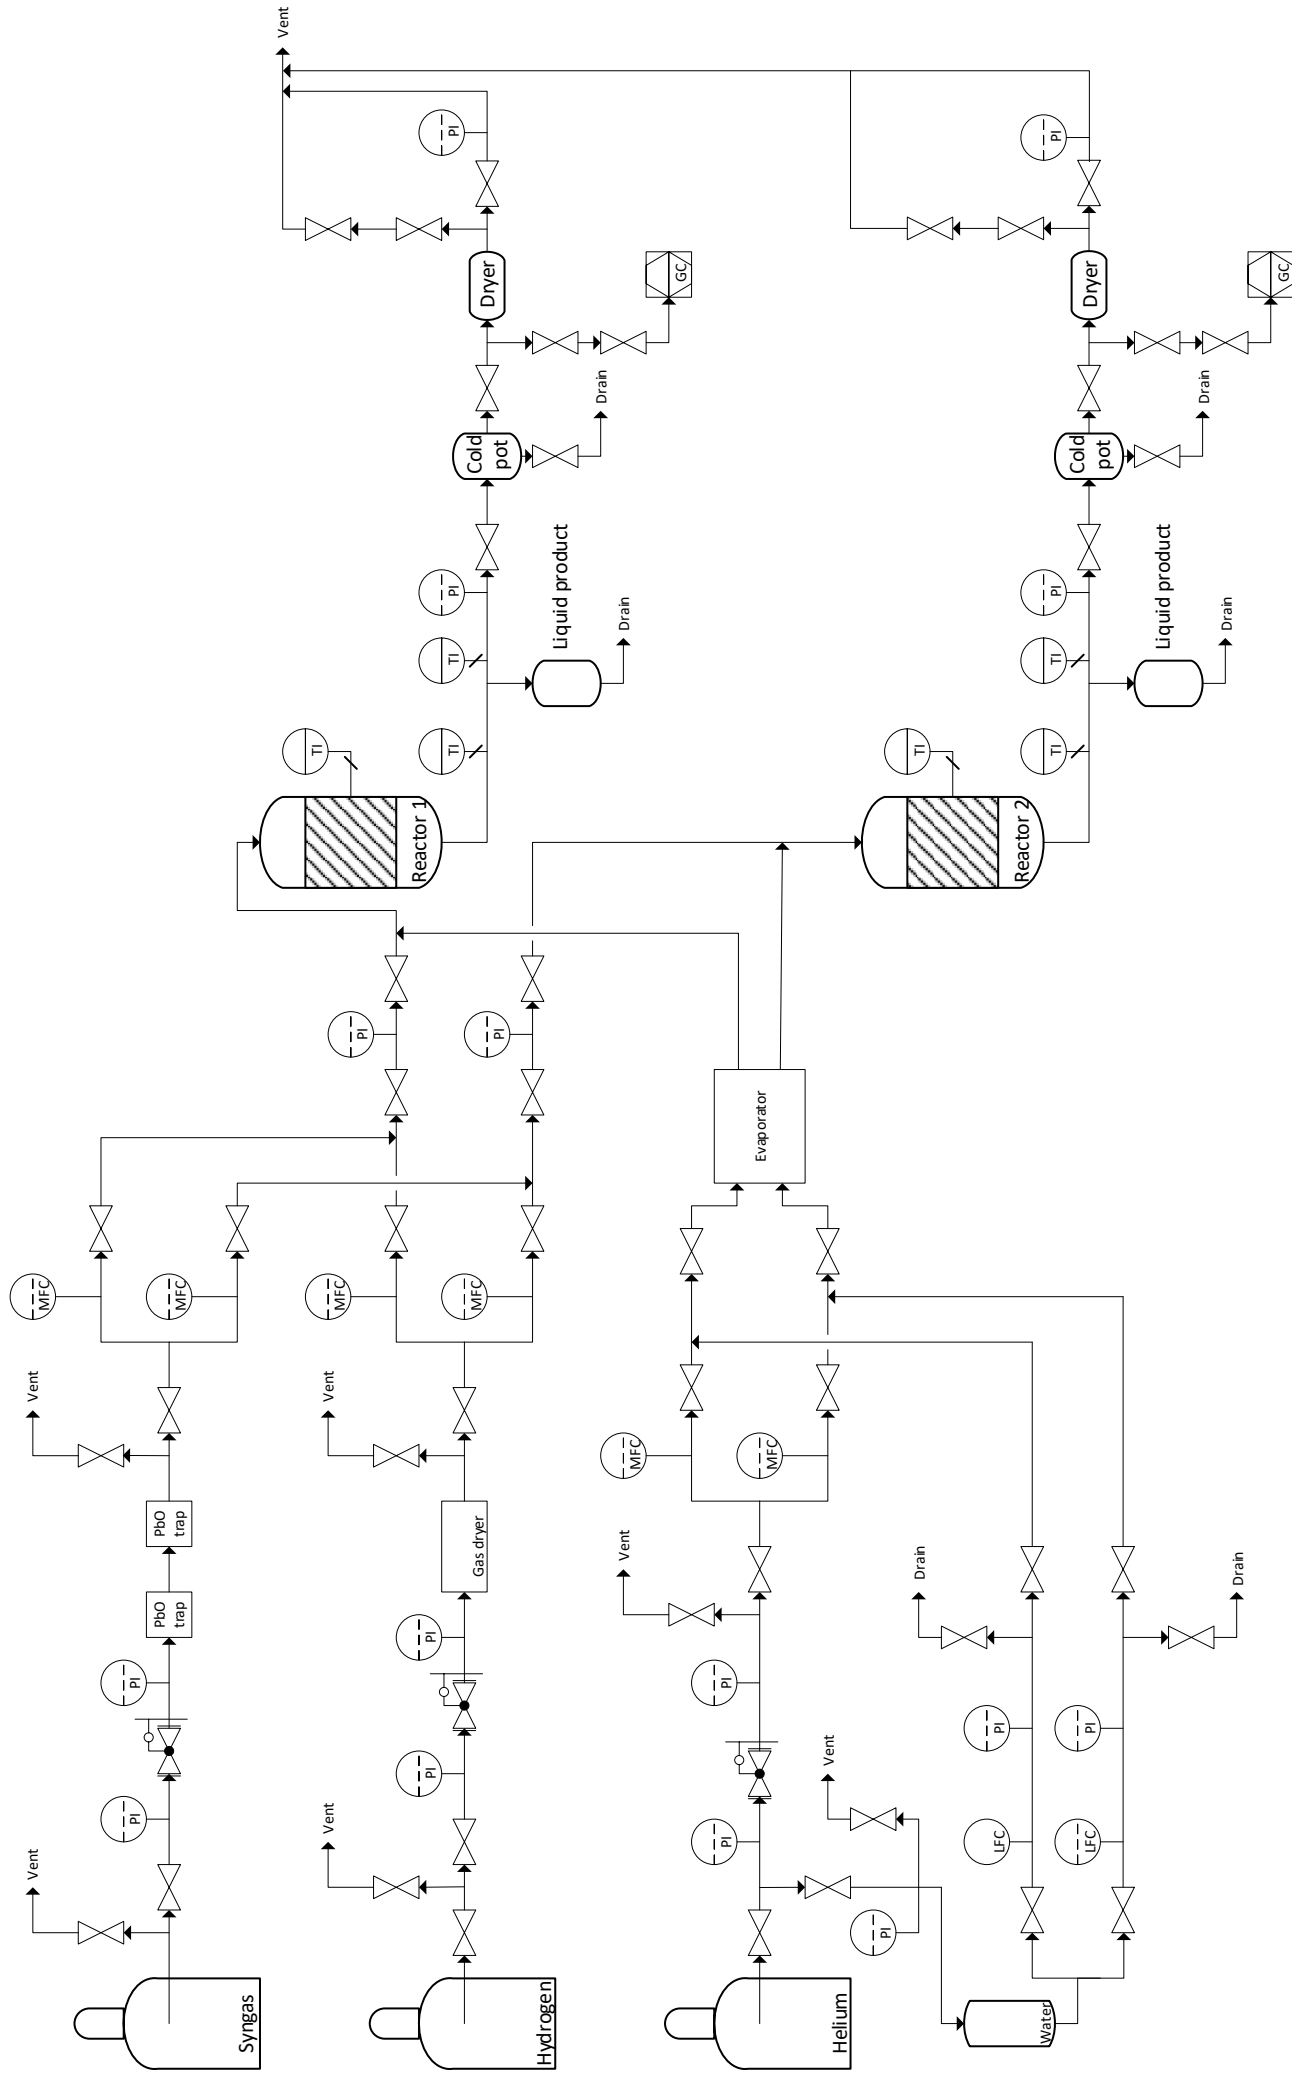 Vent
Vent
MFC
PI
PI
PbO
trap
PbO
trap
MFC
Syngas
Vent
TI
Vent
Vent
MFC
PI
PI
PI
Reactor 1
TI
TI
PI
PI
MFC
Gas dryer
PI
Cold
pot
Dryer
Hydrogen
Liquid product
Drain
Drain
GC
Vent
MFC
PI
PI
MFC
Evaporator
Vent
Helium
PI
TI
Drain
LFC
PI
Reactor 2
TI
TI
PI
PI
Water
LFC
PI
Cold
pot
Dryer
Liquid product
Drain
Drain
GC
Drain